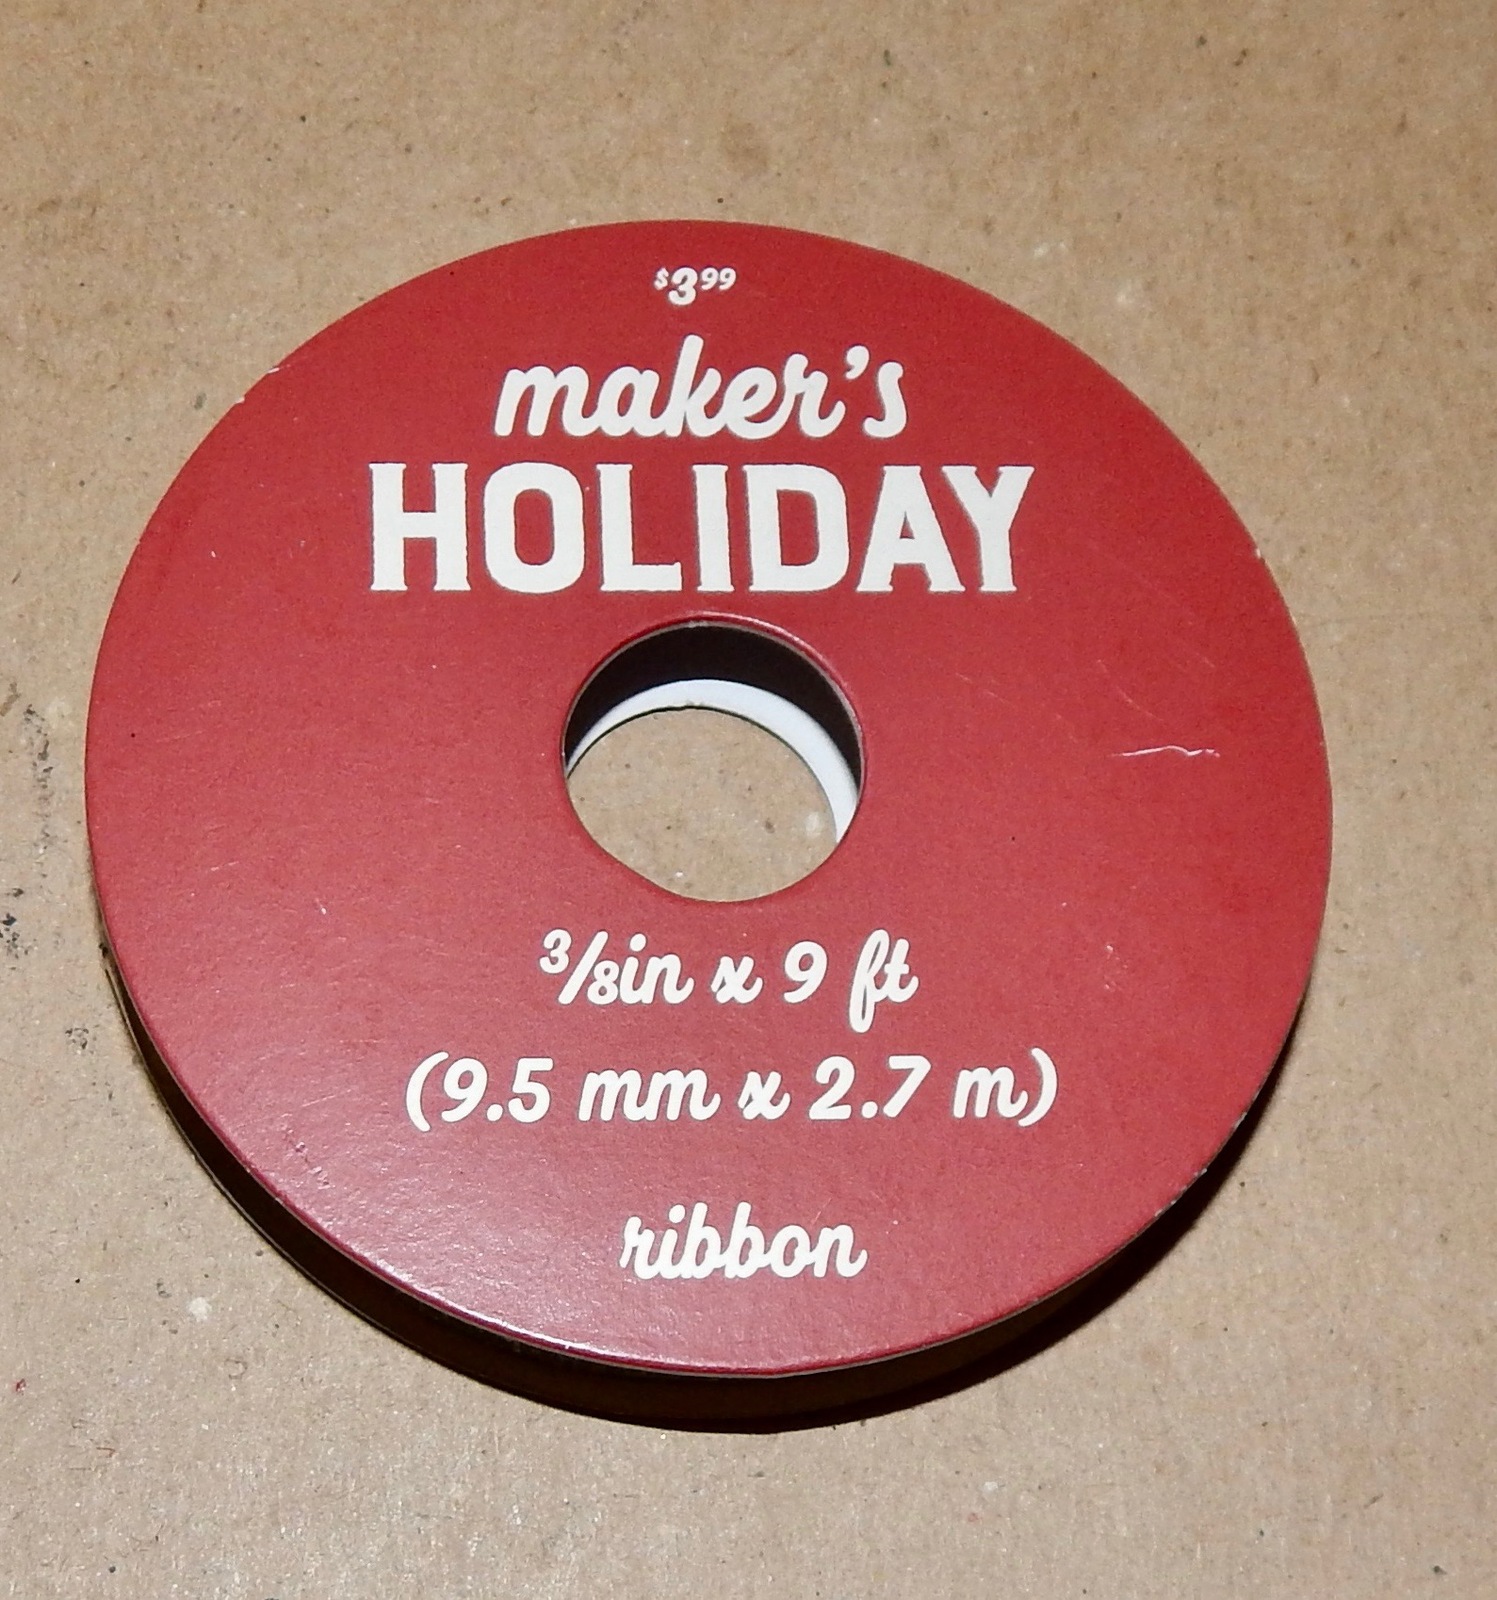 $3.99
maker's
HOLIDAY
3/8in x 9 ft
(9.5 mm x 2.7 m)
ribbon